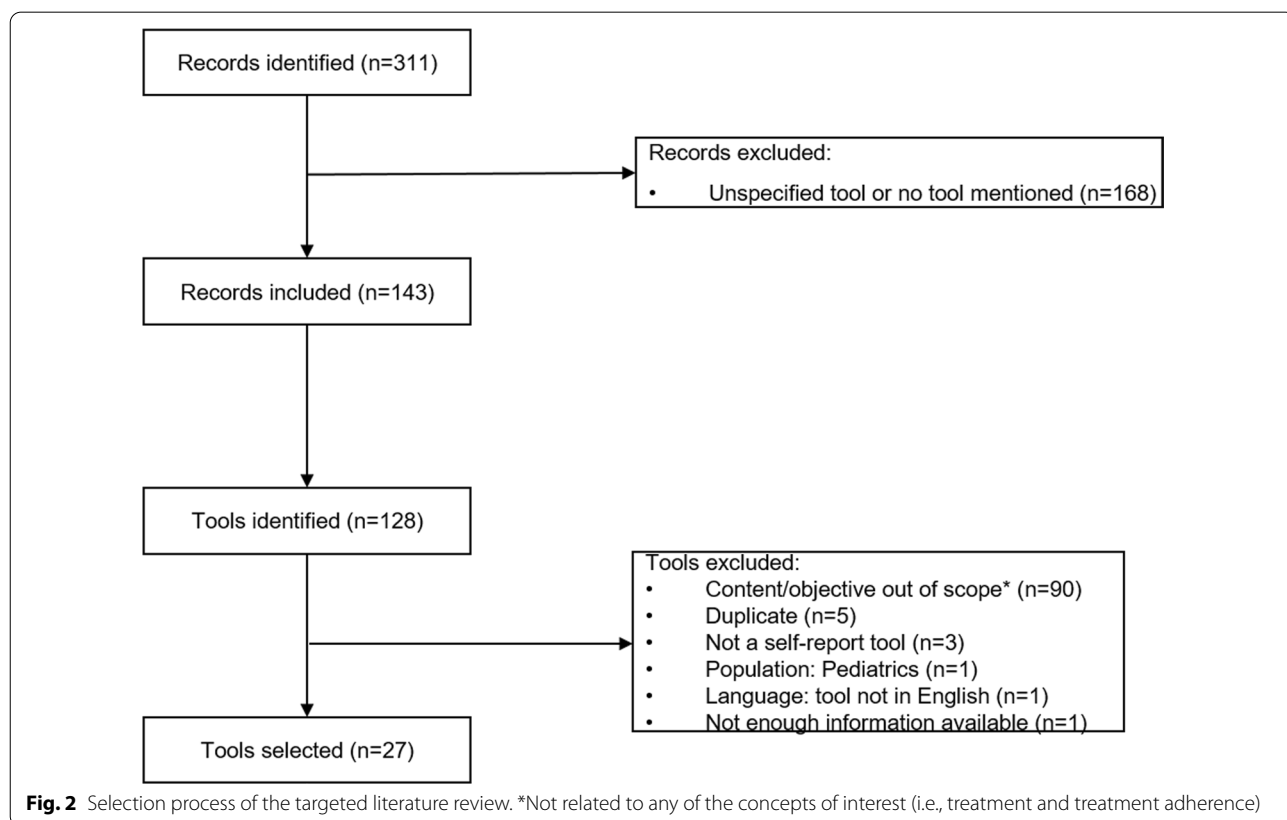 Records identified (n=311)
Records excluded:
• Unspecified tool or no tool mentioned (n=168)
Records included (n=143)
Tools identified (n=128)
Tools excluded:
• Content/objective out of scope* (n=90)
• Duplicate (n=5)
• Not a self-report tool (n=3)
• Population: Pediatrics (n=1)
• Language: tool not in English (n=1)
• Not enough information available (n=1)
Tools selected (n=27)
Fig. 2 Selection process of the targeted literature review. *Not related to any of the concepts of interest (i.e., treatment and treatment adherence)